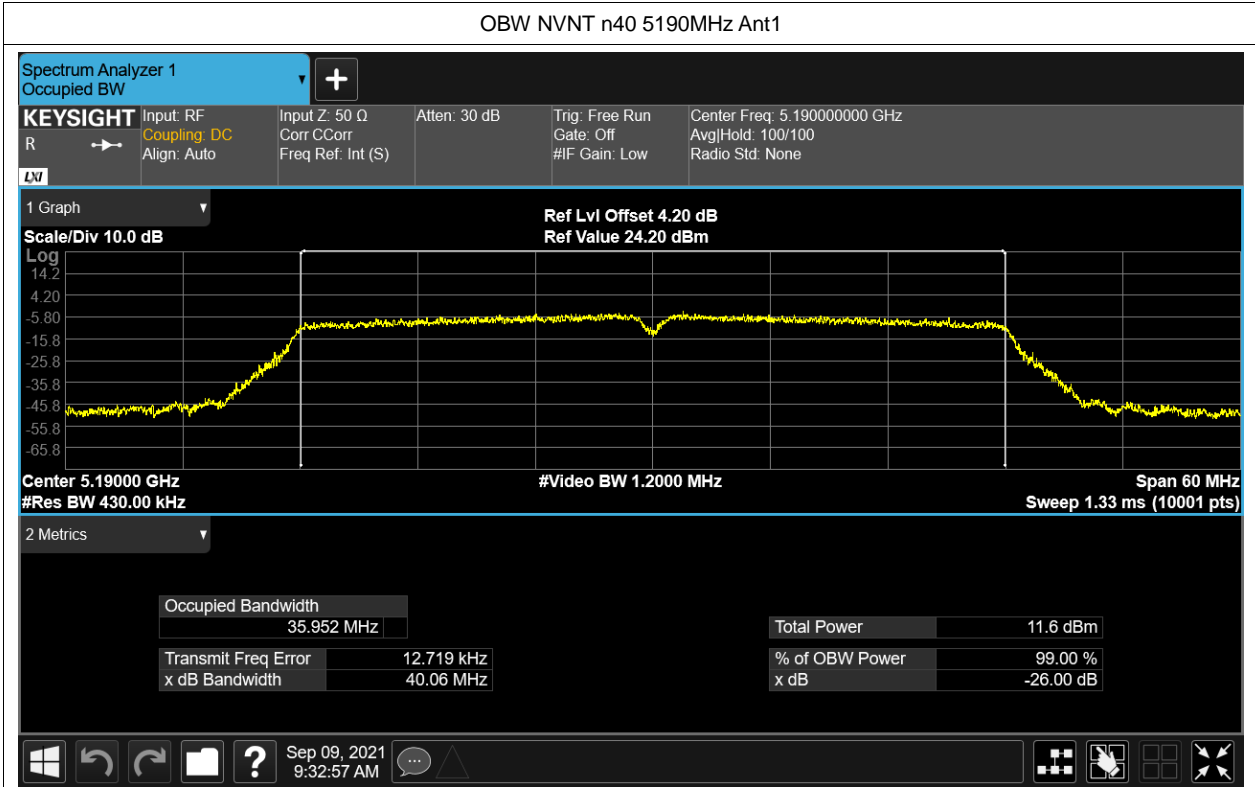 OBW NVNT n40 5190MHz Ant1
Spectrum Analyzer 1
Occupied BW
KEYSIGHT
R
LXI
Input: RF
Coupling: DC
Align: Auto
Input Z: 50 Ω
Corr CCorr
Freq Ref: Int (S)
Atten: 30 dB
Trig: Free Run
Gate: Off
#IF Gain: Low
Center Freq: 5.190000000 GHz
Avg|Hold: 100/100
Radio Std: None
1 Graph
Scale/Div 10.0 dB
Ref Lvl Offset 4.20 dB
Ref Value 24.20 dBm
Log
14.2
4.20
-5.80
-15.8
-25.8
-35.8
-45.8
-55.8
-65.8
Center 5.19000 GHz
#Video BW 1.2000 MHz
Span 60 MHz
#Res BW 430.00 kHz
Sweep 1.33 ms (10001 pts)
2 Metrics
Occupied Bandwidth
35.952 MHz
Total Power 11.6 dBm
Transmit Freq Error 12.719 kHz
% of OBW Power 99.00 %
x dB Bandwidth 40.06 MHz
x dB -26.00 dB
?
Sep 09, 2021
9:32:57 AM